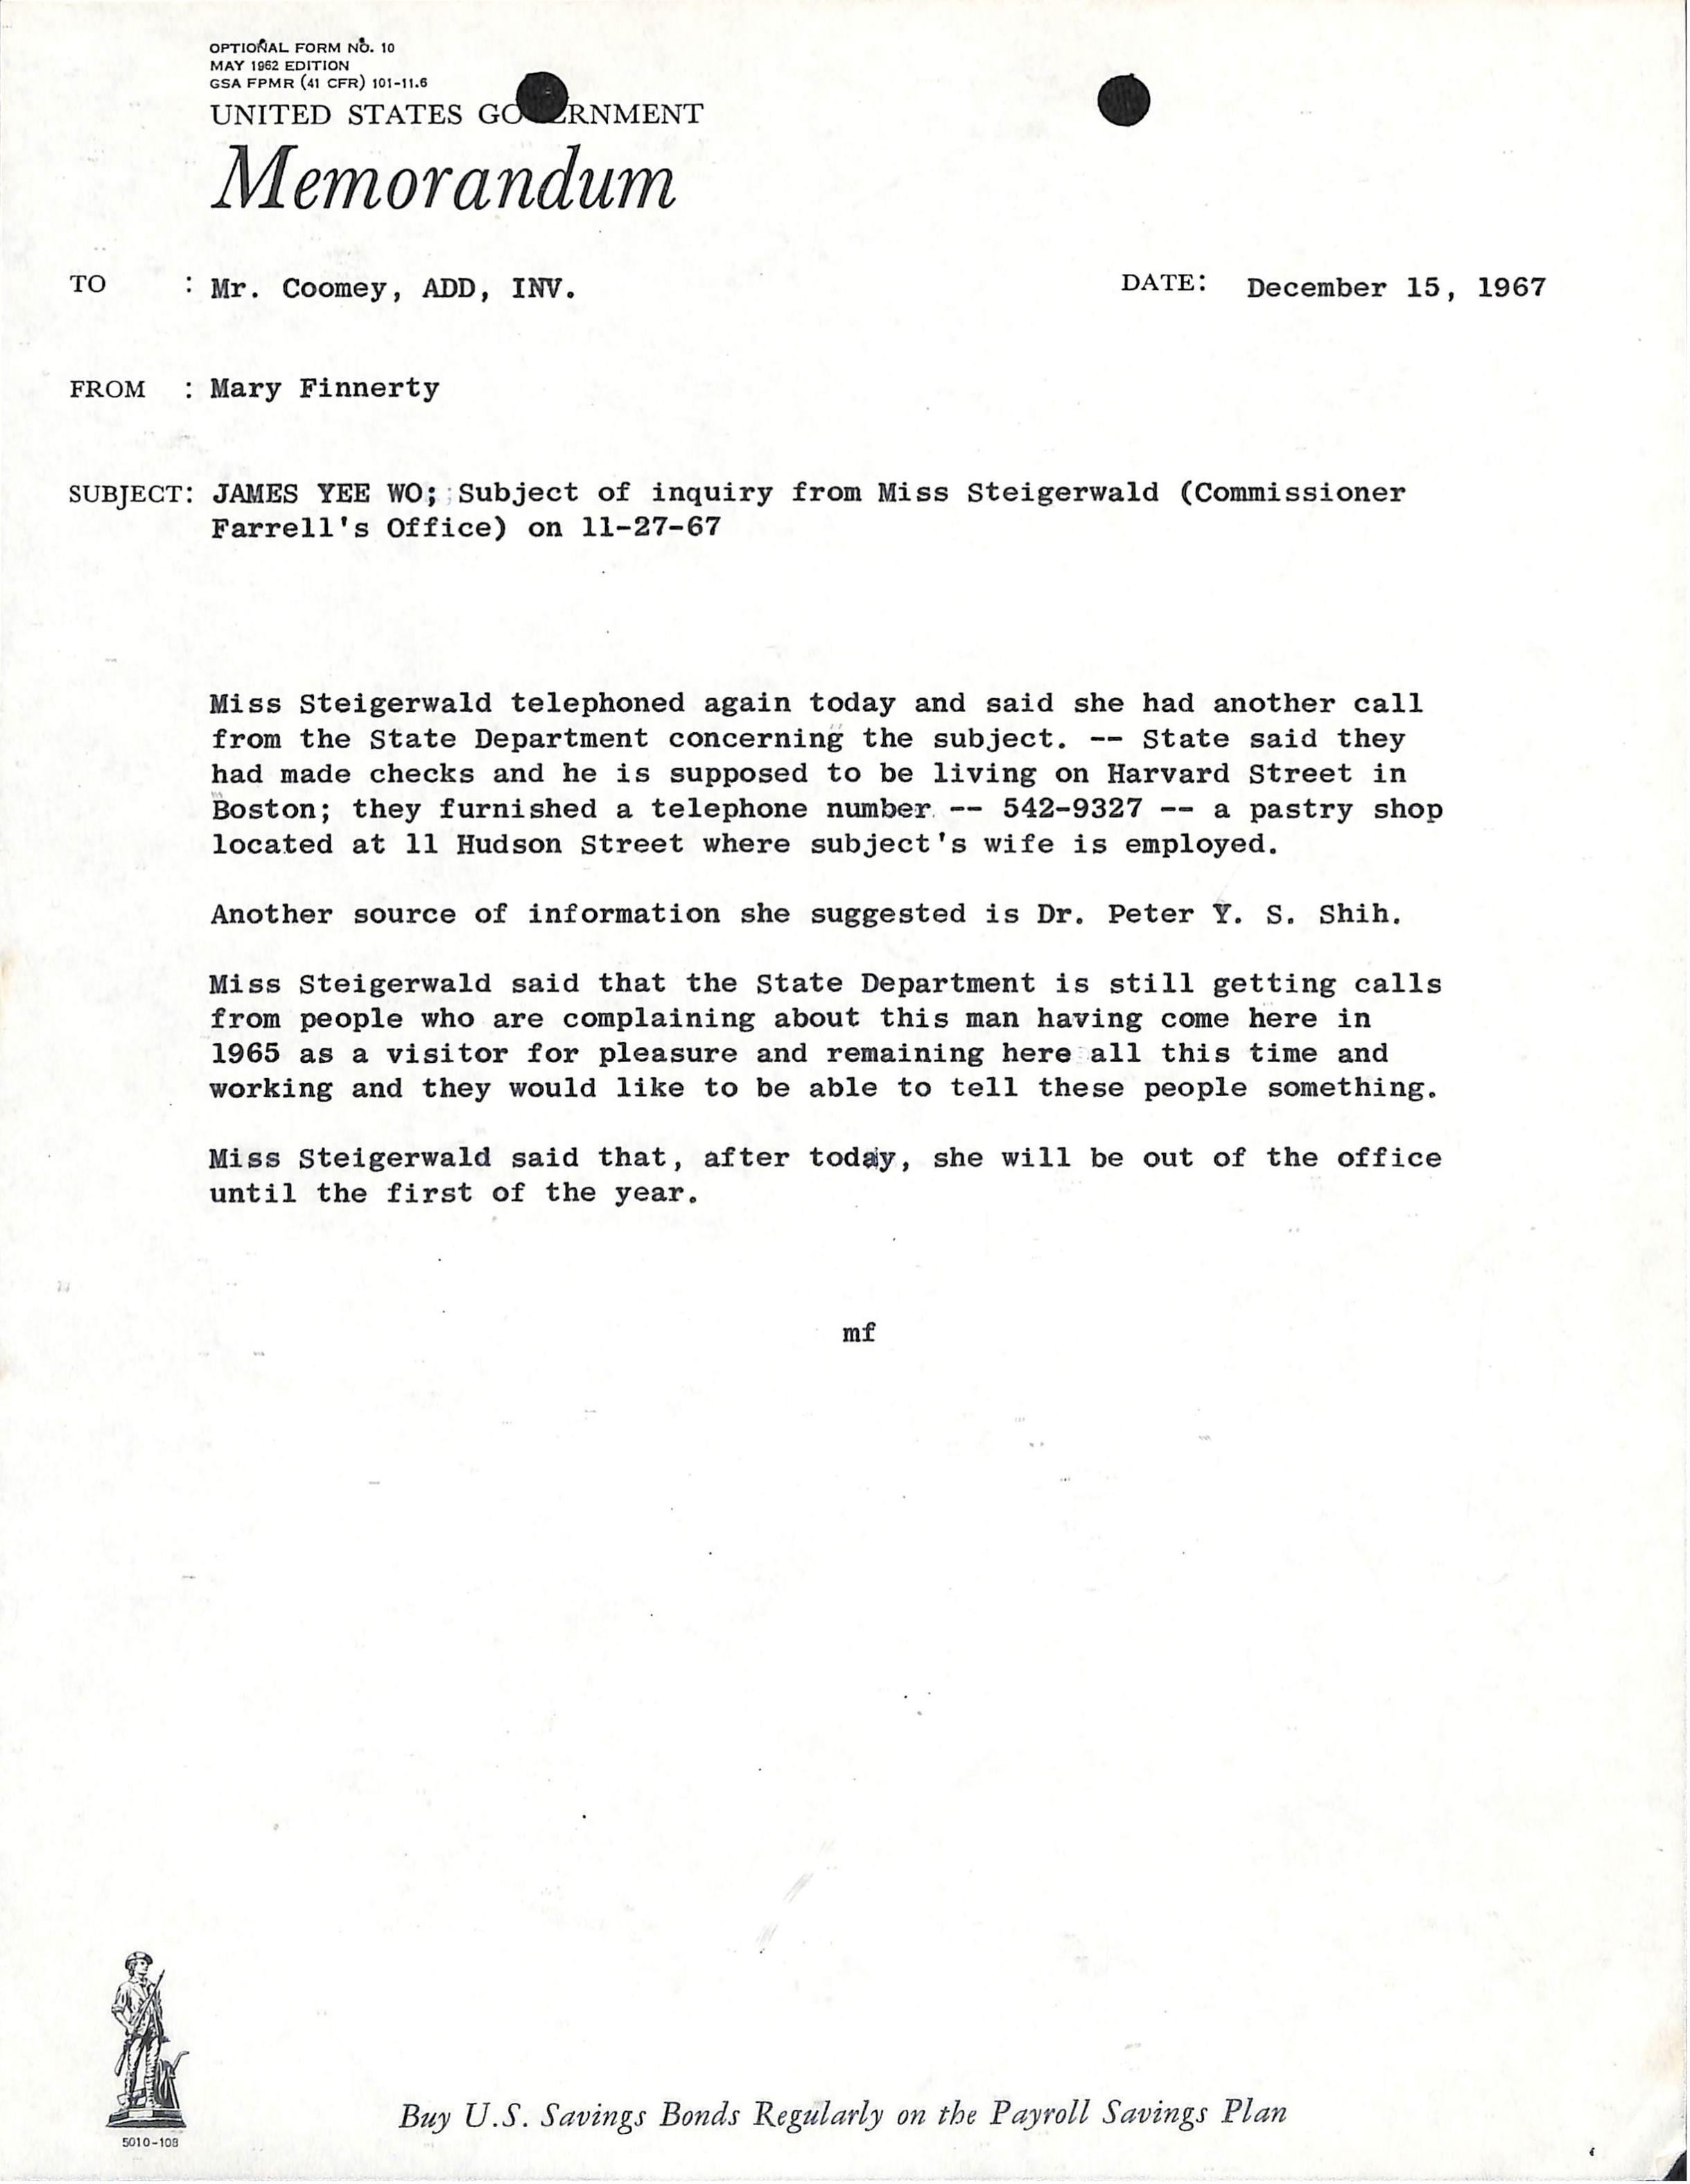 OPTIONAL FORM NO. 10
MAY 1962 EDITION
GSA FPMR (41 CFR) 101-11.6
UNITED STATES GO RNMENT
Memorandum
TO : Mr. Coomey, ADD, INV. DATE: December 15, 1967
FROM : Mary Finnerty
SUBJECT: JAMES YEE WO; Subject of inquiry from Miss Steigerwald (Commissioner
Farrell's Office) on 11-27-67
Miss Steigerwald telephoned again today and said she had another call
from the State Department concerning the subject. -- State said they
had made checks and he is supposed to be living on Harvard Street in
Boston; they furnished a telephone number -- 542-9327 -- a pastry shop
located at 11 Hudson Street where subject's wife is employed.
Another source of information she suggested is Dr. Peter Y. S. Shih.
Miss Steigerwald said that the State Department is still getting calls
from people who are complaining about this man having come here in
1965 as a visitor for pleasure and remaining here all this time and
working and they would like to be able to tell these people something.
Miss Steigerwald said that, after today, she will be out of the office
until the first of the year.
mf
Buy U.S. Savings Bonds Regularly on the Payroll Savings Plan
5010-108